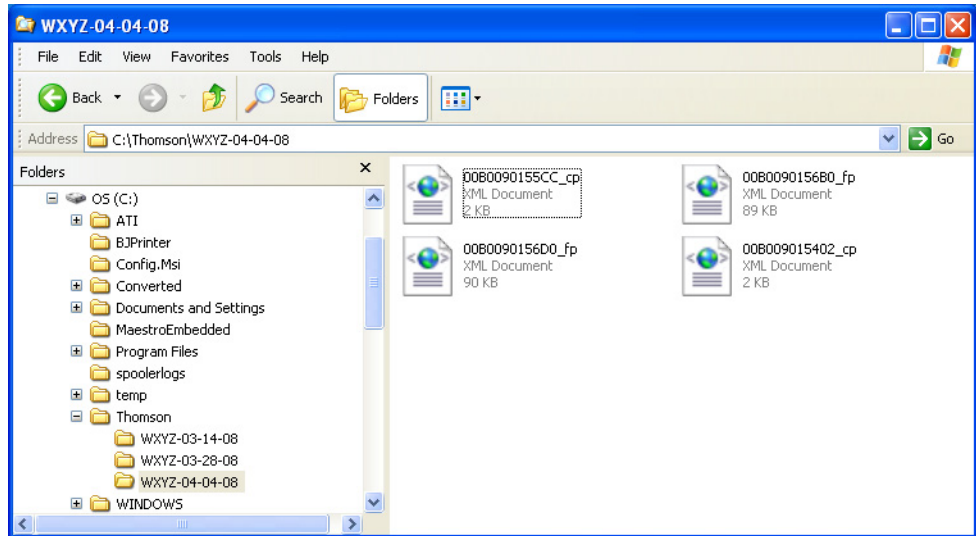 WXYZ-04-04-08
File Edit View Favorites Tools Help
Back Search Folders
Address C:\Thomson\WXYZ-04-04-08 Go
Folders
OS (C:)
ATI
BJPrinter
Config.Msi
Converted
Documents and Settings
MaestroEmbedded
Program Files
spoolerlogs
temp
Thomson
WXYZ-03-14-08
WXYZ-03-28-08
WXYZ-04-04-08
WINDOWS
00B0090155CC_cp
XML Document
2 KB
00B0090156B0_fp
XML Document
89 KB
00B0090156D0_fp
XML Document
90 KB
00B009015402_cp
XML Document
2 KB